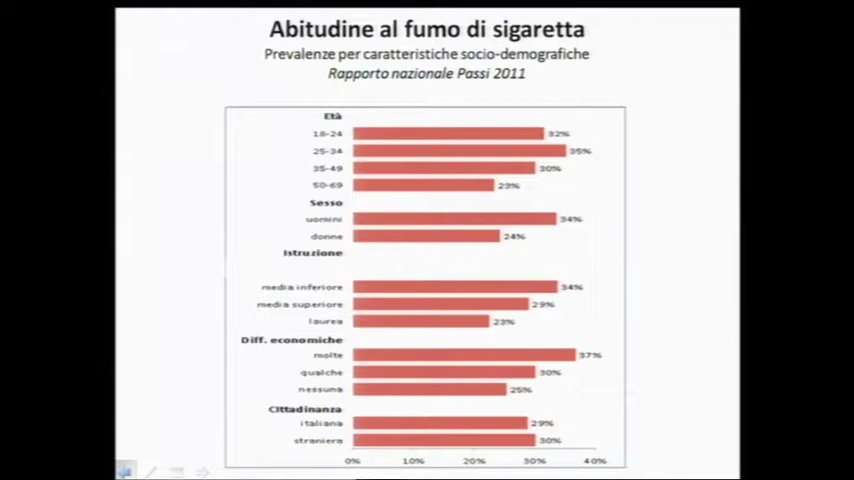 Abitudine al fumo di sigaretta
Prevalenze per caratteristiche socio-demografiche
Rapporto nazionale Passi 2011
Età
18-24 32%
25-34 35%
35-49 30%
50-69 23%
Sesso
uomini 34%
donne 24%
Istruzione
media inferiore 34%
media superiore 29%
laurea 23%
Diff. economiche
molte 37%
qualche 30%
nessuna 25%
Cittadinanza
italiana 29%
straniera 30%
0% 10% 20% 30% 40%